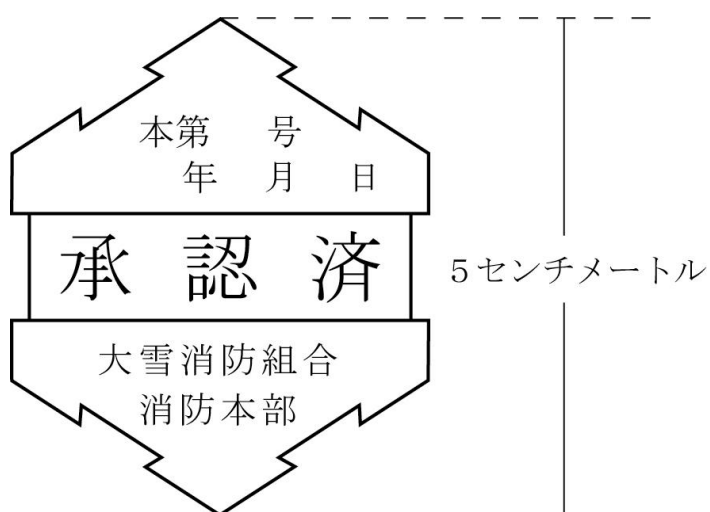 本第　号
年　月　日
承認済
5センチメートル
大雪消防組合
消防本部